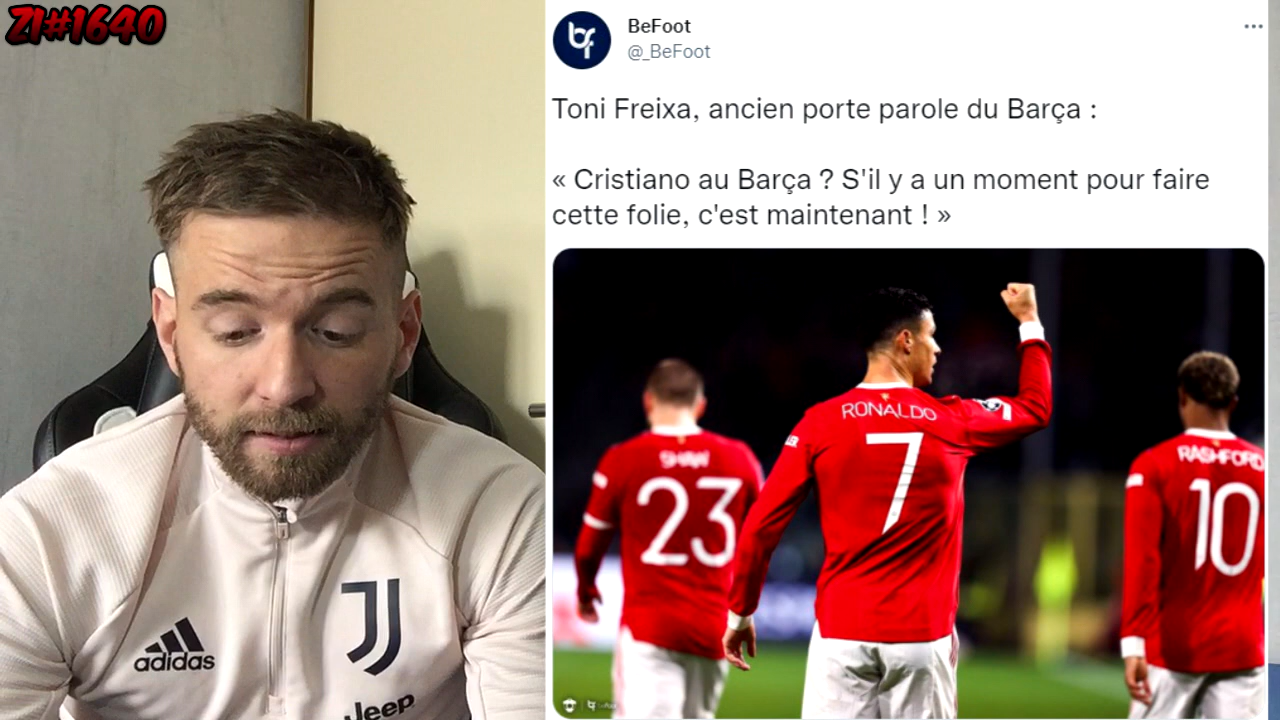 ZI#1640
BeFoot
@_BeFoot
Toni Freixa, ancien porte parole du Barça :
« Cristiano au Barça ? S'il y a un moment pour faire
cette folie, c'est maintenant ! »
RONALDO
7
SHAW
23
RASHFORD
10
adidas
Jeep